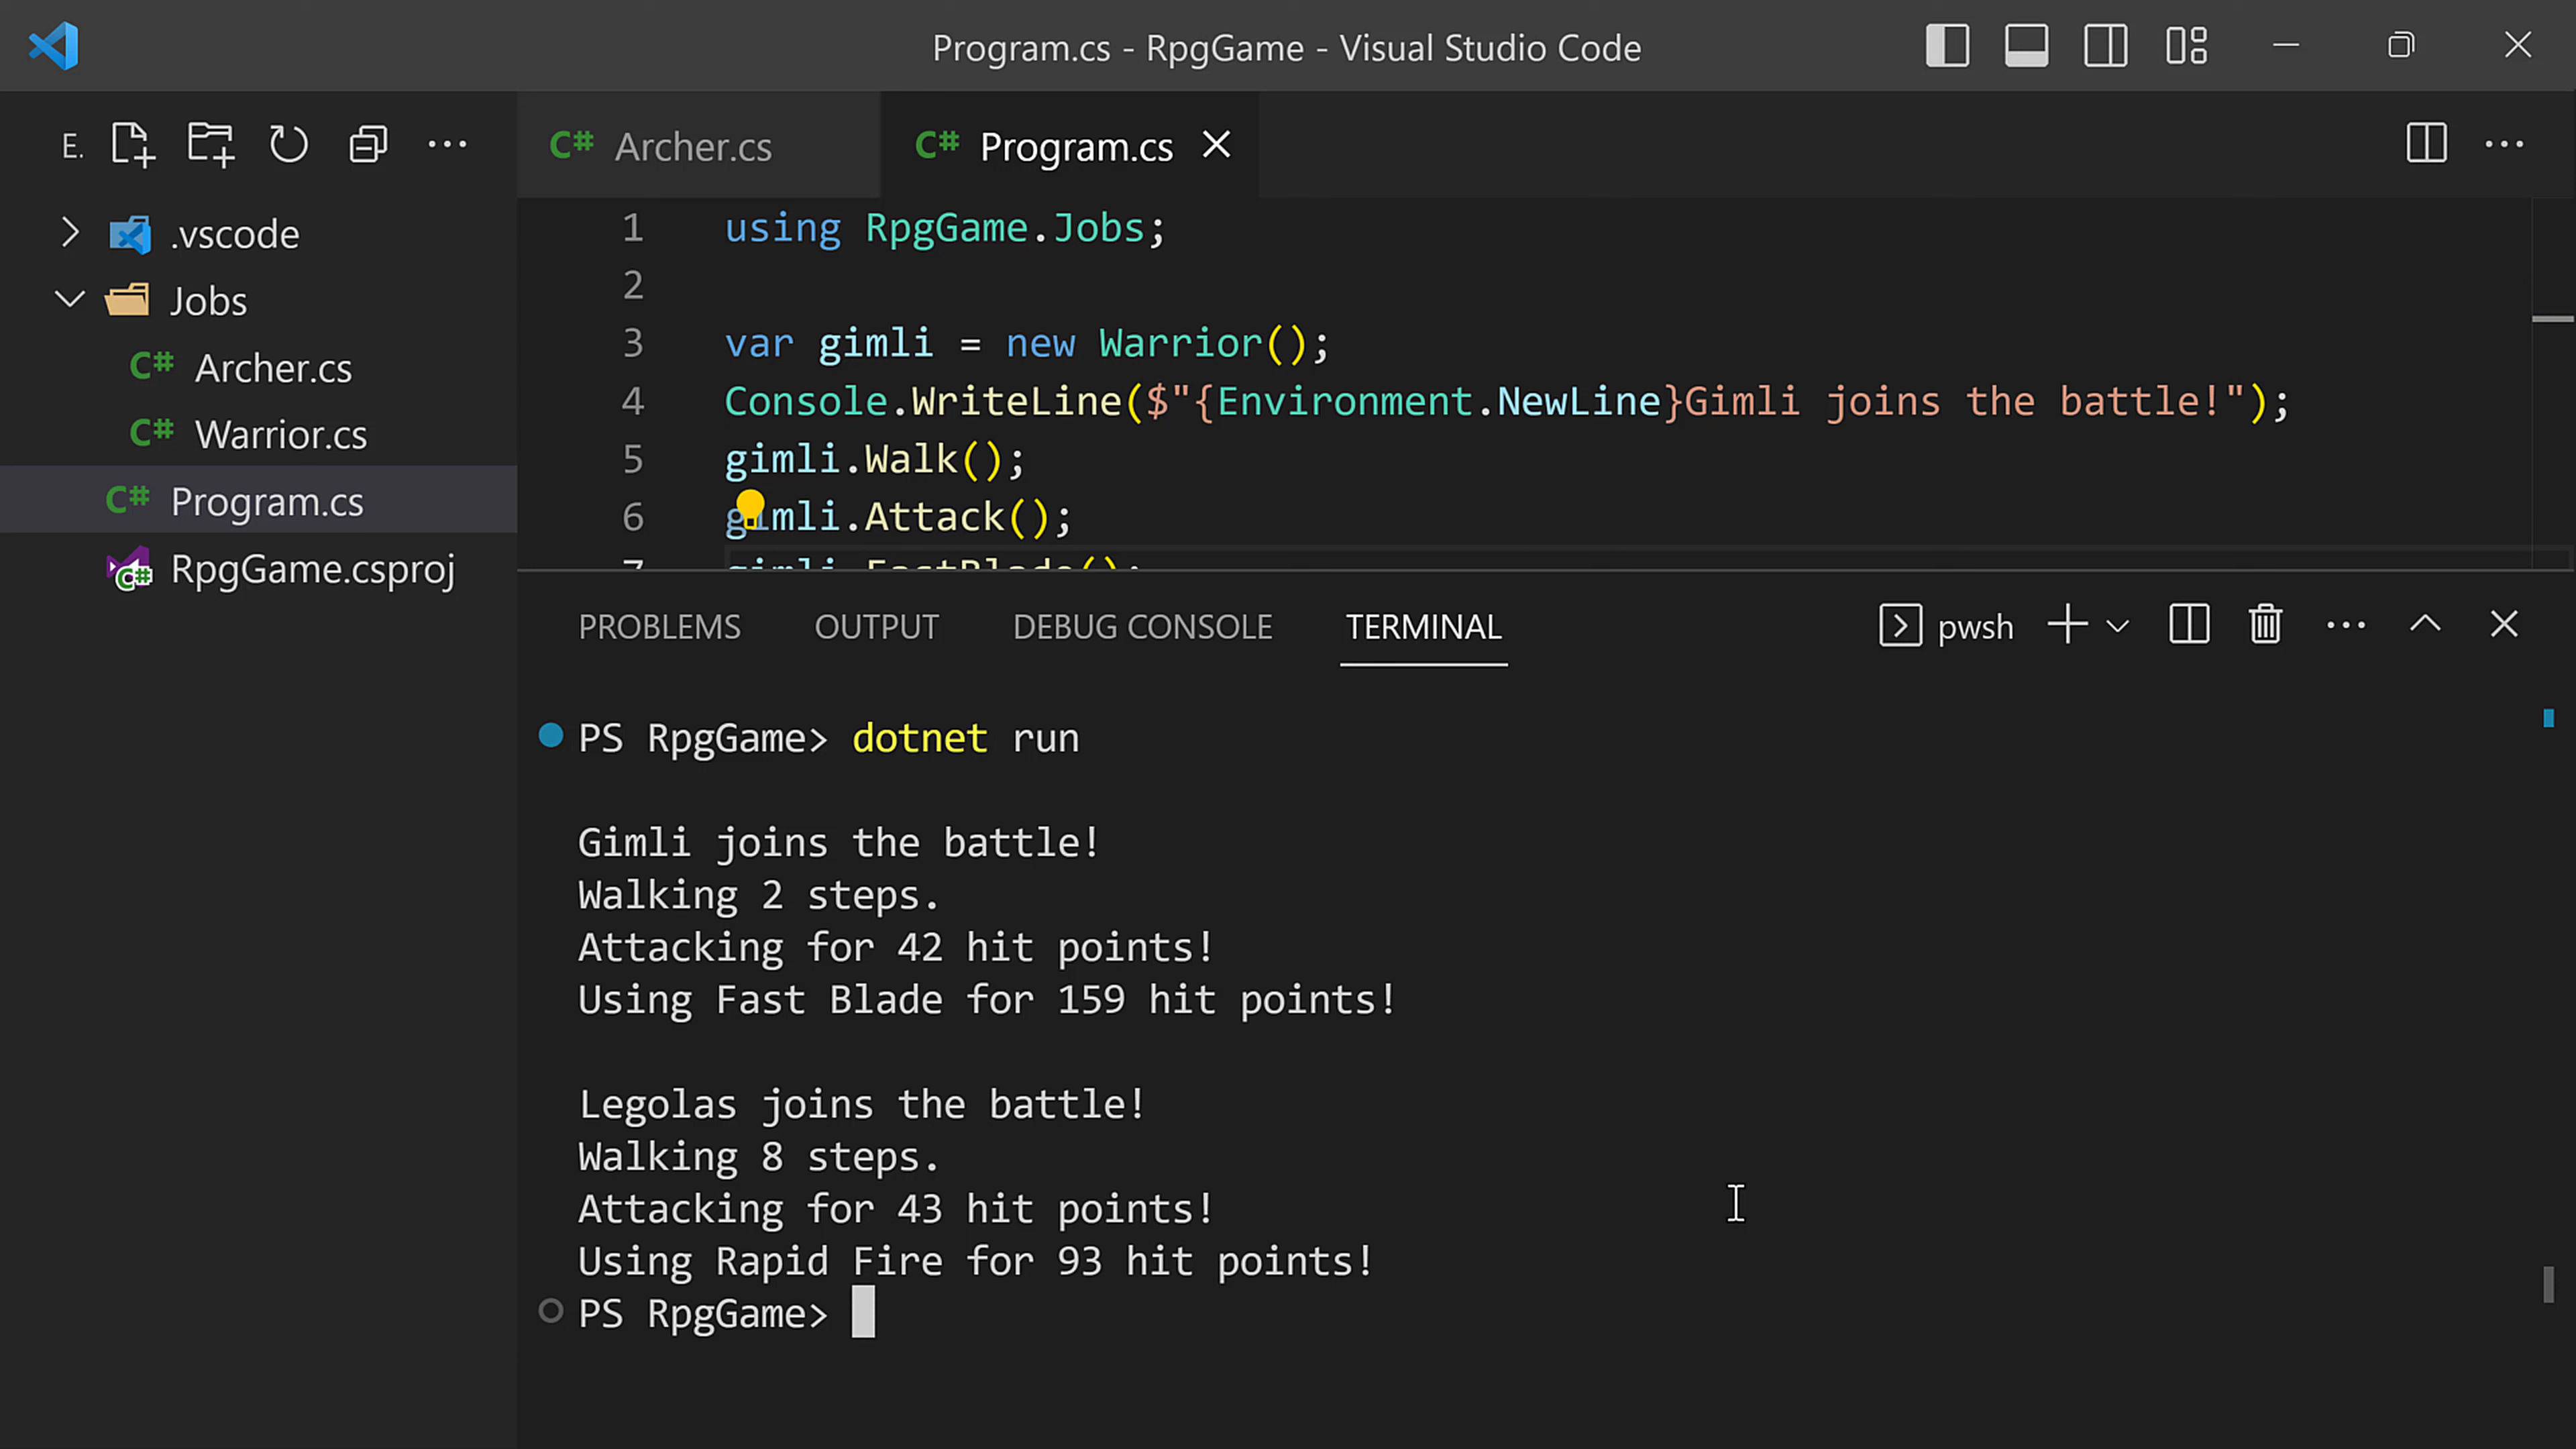 Program.cs - RpgGame - Visual Studio Code
E.
C# Archer.cs
C# Program.cs
.vscode
Jobs
C# Archer.cs
C# Warrior.cs
C# Program.cs
C# RpgGame.csproj
1 using RpgGame.Jobs;
2
3 var gimli = new Warrior();
4 Console.WriteLine($"{Environment.NewLine}Gimli joins the battle!");
5 gimli.Walk();
6 gimli.Attack();
7 gimli.FastBlade();
PROBLEMS OUTPUT DEBUG CONSOLE TERMINAL pwsh
PS RpgGame> dotnet run
Gimli joins the battle!
Walking 2 steps.
Attacking for 42 hit points!
Using Fast Blade for 159 hit points!
Legolas joins the battle!
Walking 8 steps.
Attacking for 43 hit points!
Using Rapid Fire for 93 hit points!
PS RpgGame>